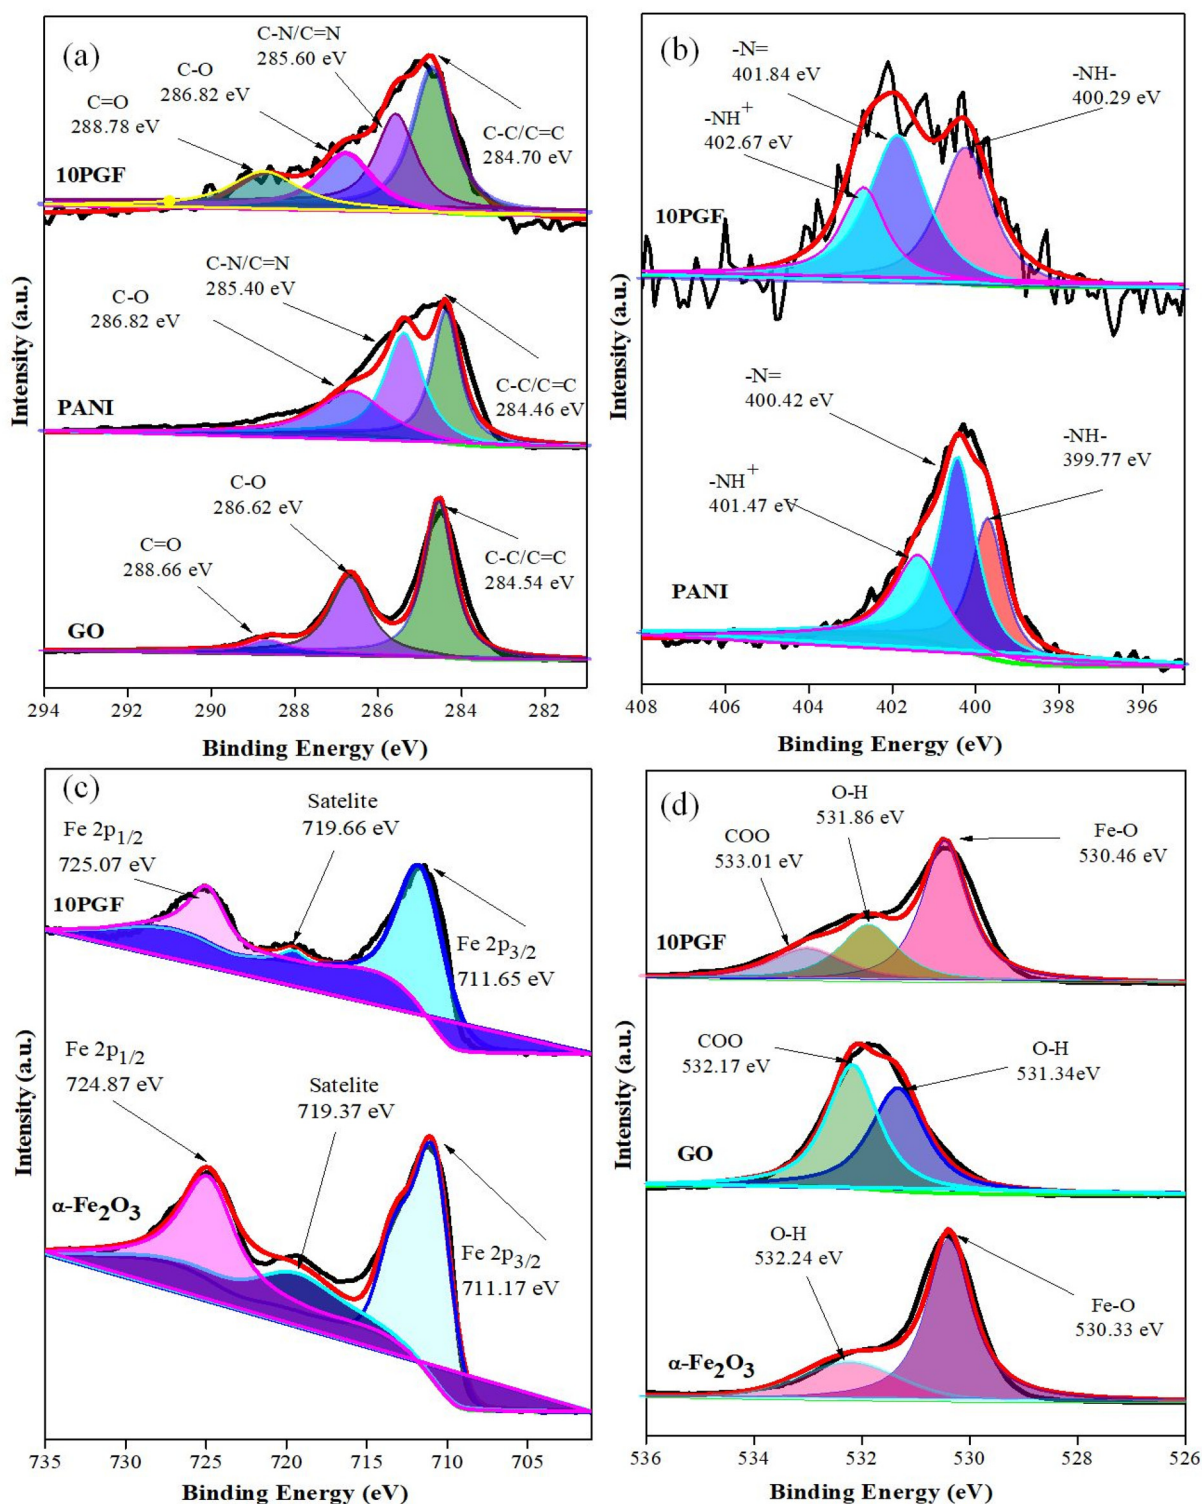 (a)
C-N/C=N
285.60 eV
C-O
286.82 eV
C=O
288.78 eV
C-C/C=C
284.70 eV
10PGF
C-N/C=N
285.40 eV
C-O
286.82 eV
C-C/C=C
284.46 eV
PANI
C-O
286.62 eV
C=O
288.66 eV
C-C/C=C
284.54 eV
GO
Intensity (a.u.)
294 292 290 288 286 284 282
Binding Energy (eV)
(b)
-N=
401.84 eV
-NH-
400.29 eV
-NH+
402.67 eV
10PGF
-N=
400.42 eV
-NH-
399.77 eV
-NH+
401.47 eV
PANI
Intensity (a.u.)
408 406 404 402 400 398 396
Binding Energy (eV)
(c)
Satelite
719.66 eV
Fe 2p1/2
725.07 eV
10PGF
Fe 2p3/2
711.65 eV
Fe 2p1/2
724.87 eV
Satelite
719.37 eV
α-Fe2O3
Fe 2p3/2
711.17 eV
Intensity (a.u.)
735 730 725 720 715 710 705
Binding Energy (eV)
(d)
O-H
531.86 eV
COO
533.01 eV
Fe-O
530.46 eV
10PGF
COO
532.17 eV
O-H
531.34eV
GO
O-H
532.24 eV
Fe-O
530.33 eV
α-Fe2O3
Intensity (a.u.)
536 534 532 530 528 526
Binding Energy (eV)